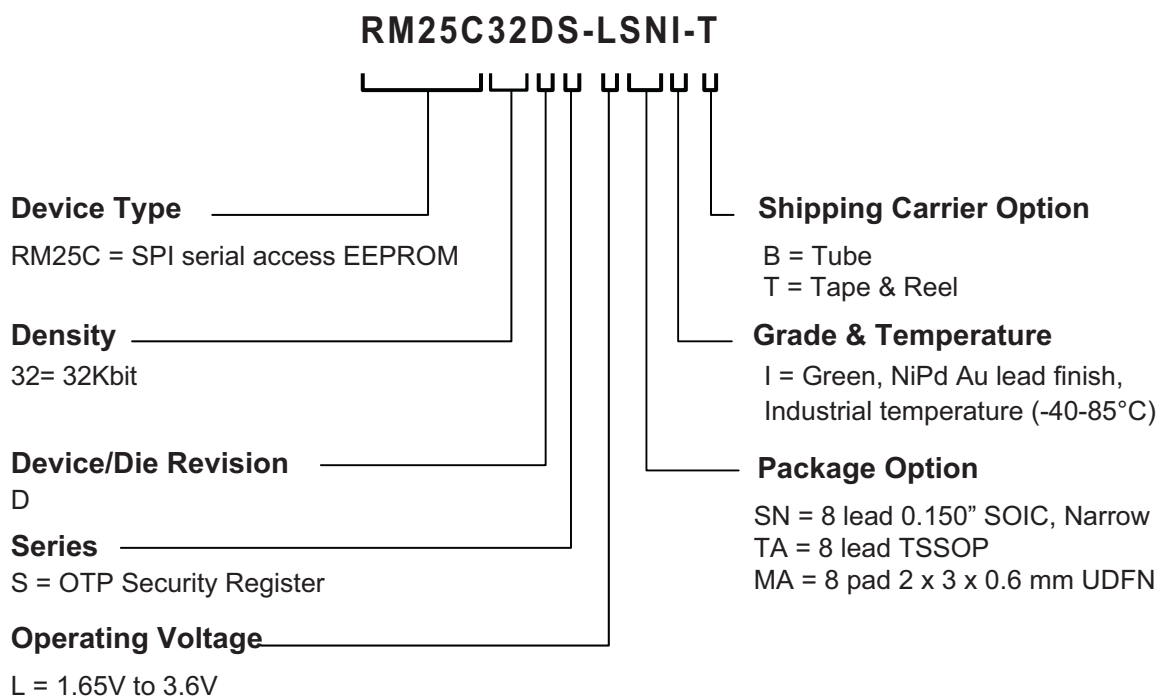 RM25C32DS-LSNI-T
Device Type
RM25C = SPI serial access EEPROM
Density
32= 32Kbit
Device/Die Revision
D
Series
S = OTP Security Register
Operating Voltage
L = 1.65V to 3.6V
Shipping Carrier Option
B = Tube
T = Tape & Reel
Grade & Temperature
I = Green, NiPd Au lead finish,
Industrial temperature (-40-85°C)
Package Option
SN = 8 lead 0.150” SOIC, Narrow
TA = 8 lead TSSOP
MA = 8 pad 2 x 3 x 0.6 mm UDFN